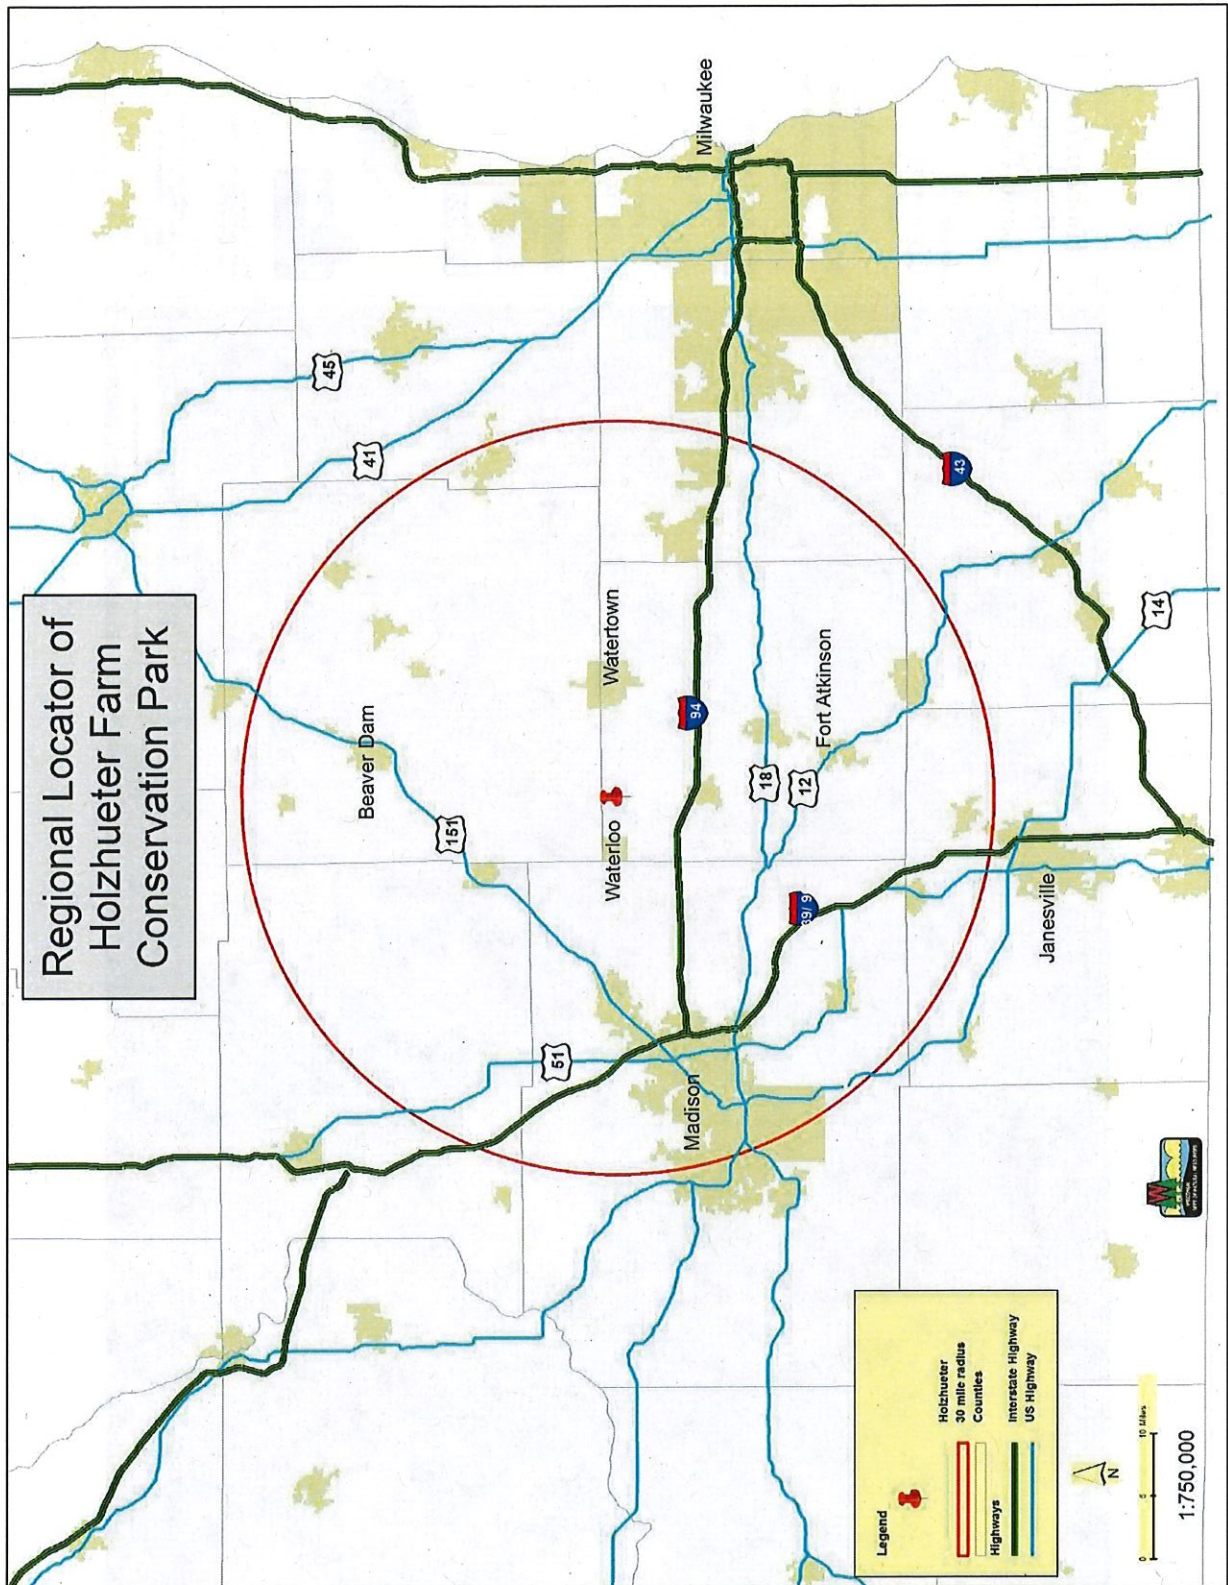 Regional Locator of
Holzhueter Farm
Conservation Park
45
41
Milwaukee
Beaver Dam
151
Watertown
94
43
Waterloo
18
12
Fort Atkinson
14
51
39/ 9
Madison
Janesville
Legend
Holzhueter
30 mile radius
Counties
Highways
Interstate Highway
US Highway
N
0 5 10 Miles
1:750,000
W